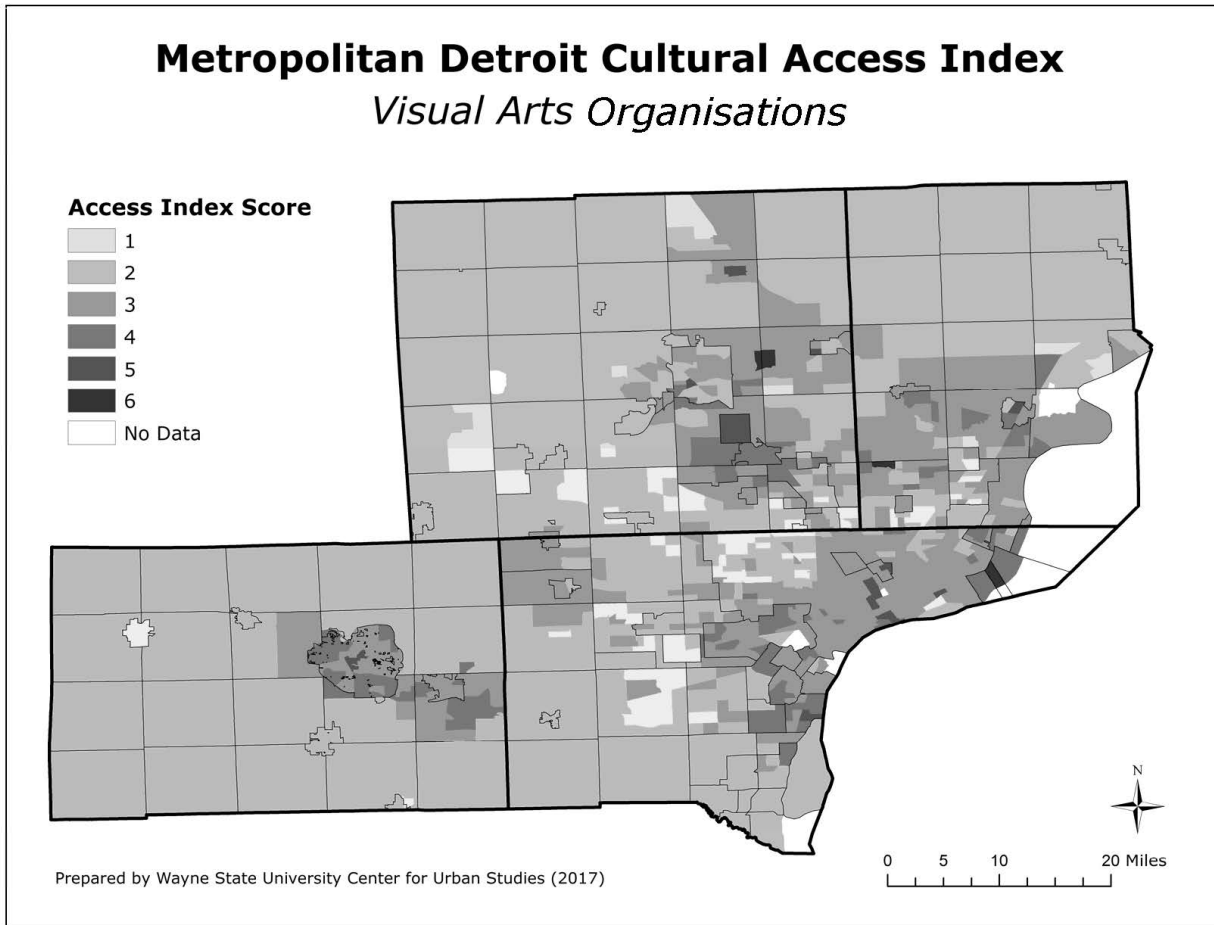 Metropolitan Detroit Cultural Access Index
Visual Arts Organisations
Access Index Score
1
2
3
4
5
6
No Data
N
0 5 10 20 Miles
Prepared by Wayne State University Center for Urban Studies (2017)